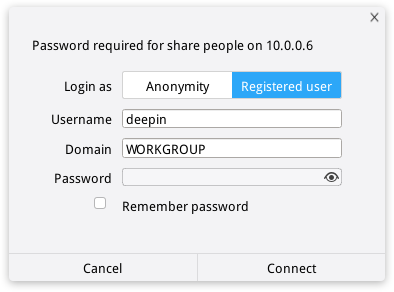 Password required for share people on 10.0.0.6
Login as Anonymity Registered user
Username deepin
Domain WORKGROUP
Password
Remember password
Cancel Connect